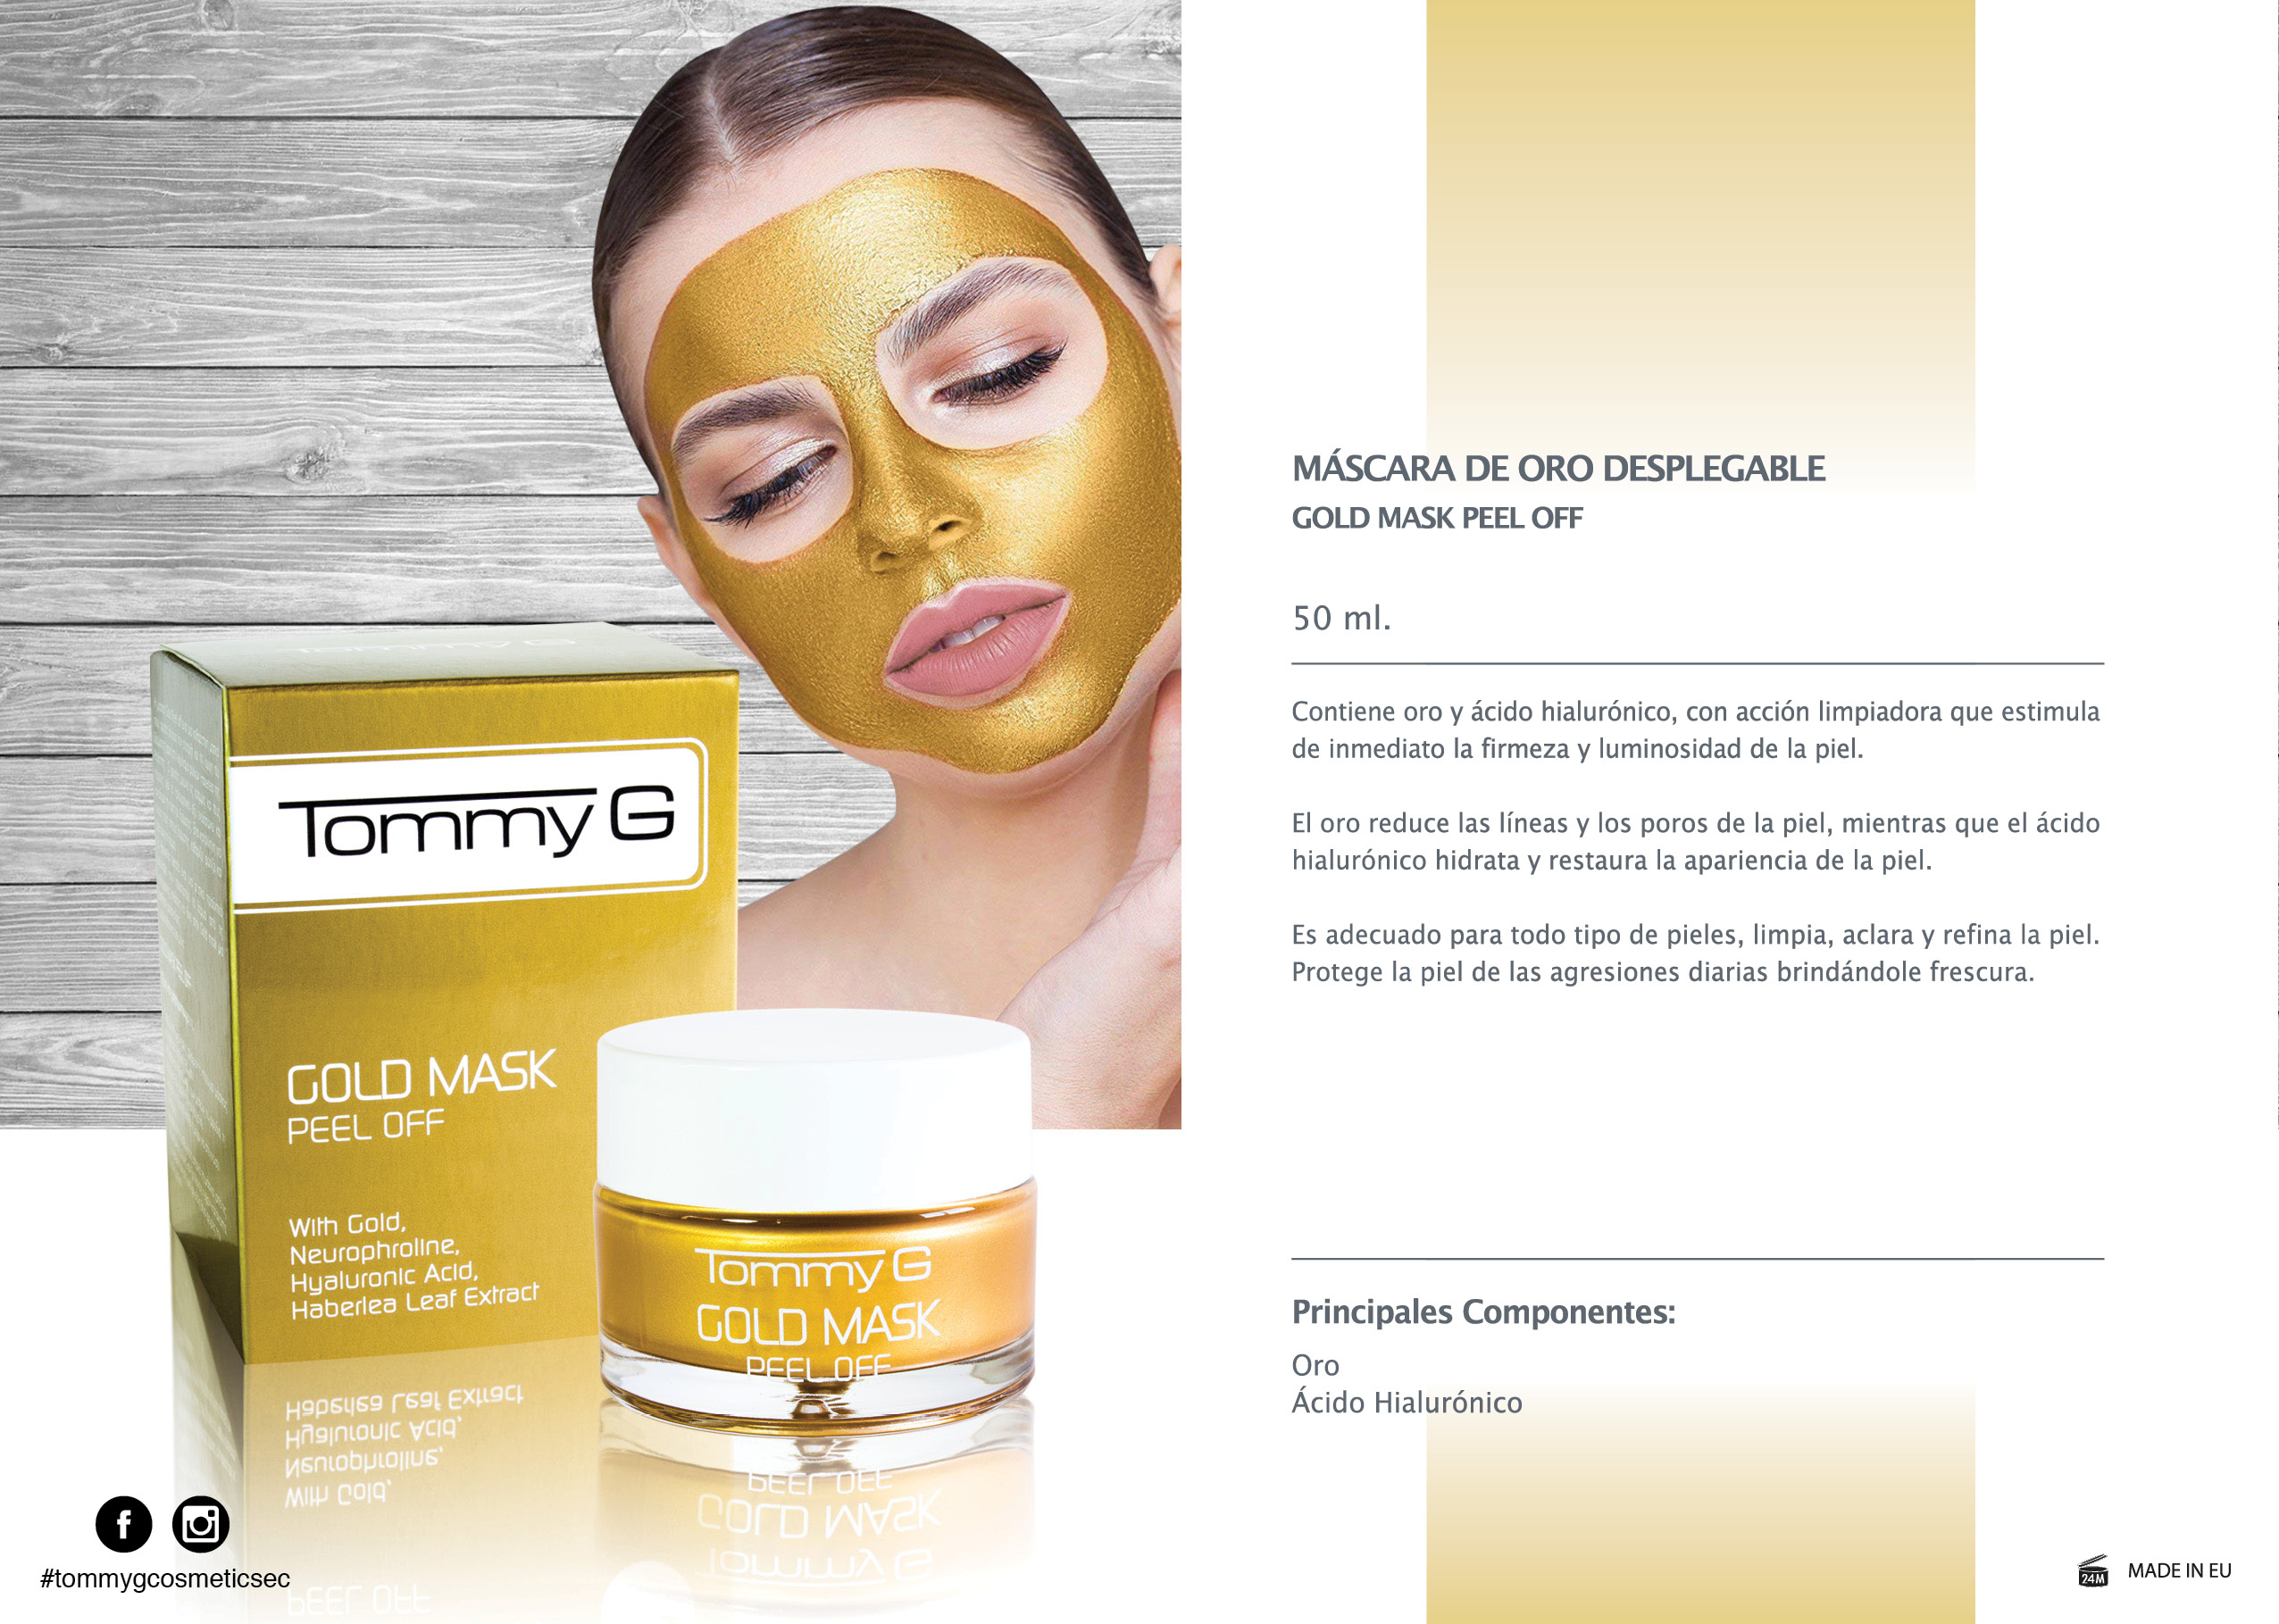 Tommy G
GOLD MASK
PEEL OFF
With Gold,
Neurophroline,
Hyaluronic Acid,
Haberlea Leaf Extract
Tommy G
GOLD MASK
PEEL OFF
#tommygcosmeticsec
MÁSCARA DE ORO DESPLEGABLE
GOLD MASK PEEL OFF
50 ml.
Contiene oro y ácido hialurónico, con acción limpiadora que estimula
de inmediato la firmeza y luminosidad de la piel.
El oro reduce las líneas y los poros de la piel, mientras que el ácido
hialurónico hidrata y restaura la apariencia de la piel.
Es adecuado para todo tipo de pieles, limpia, aclara y refina la piel.
Protege la piel de las agresiones diarias brindándole frescura.
Principales Componentes:
Oro
Ácido Hialurónico
24M
MADE IN EU